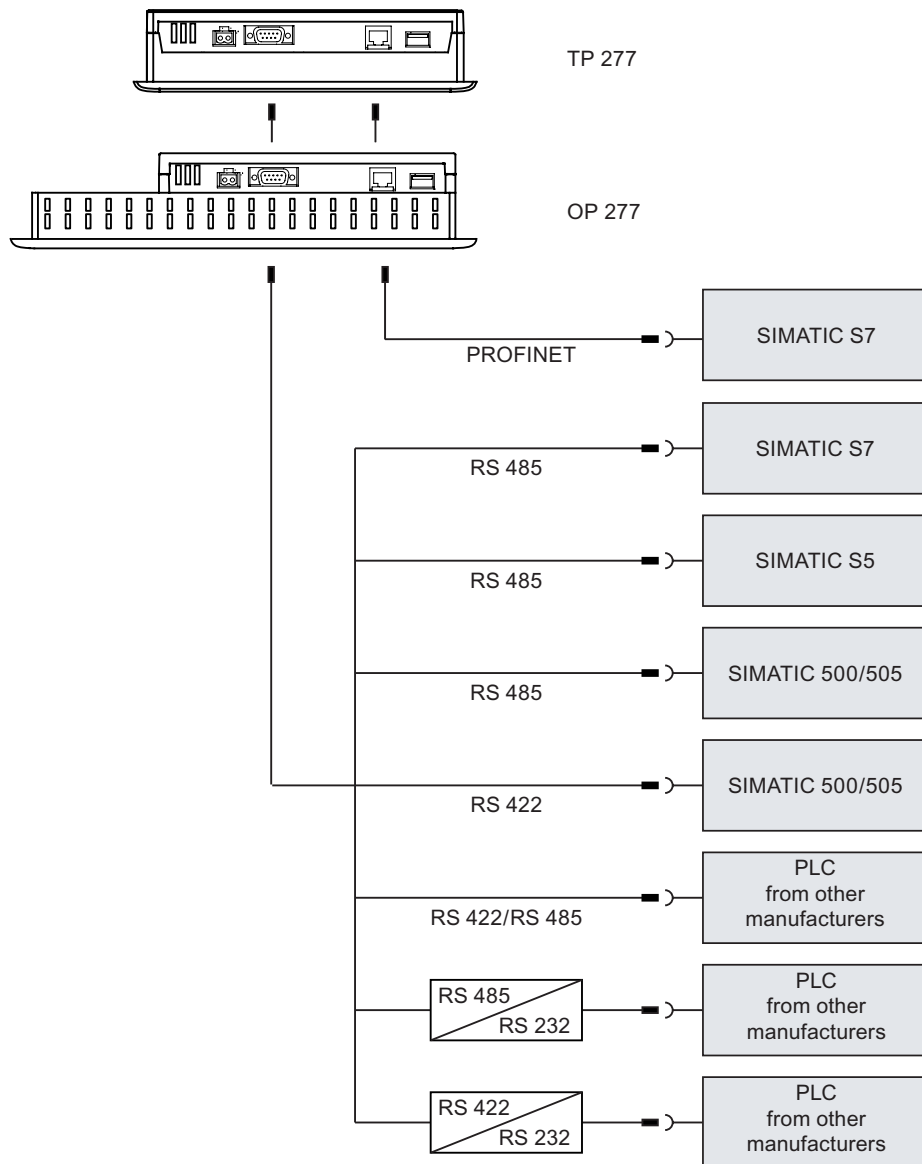 TP 277
OP 277
SIMATIC S7
PROFINET
SIMATIC S7
RS 485
SIMATIC S5
RS 485
SIMATIC 500/505
RS 485
SIMATIC 500/505
RS 422
PLC
from other
manufacturers
RS 422/RS 485
RS 485
RS 232
PLC
from other
manufacturers
RS 422
RS 232
PLC
from other
manufacturers